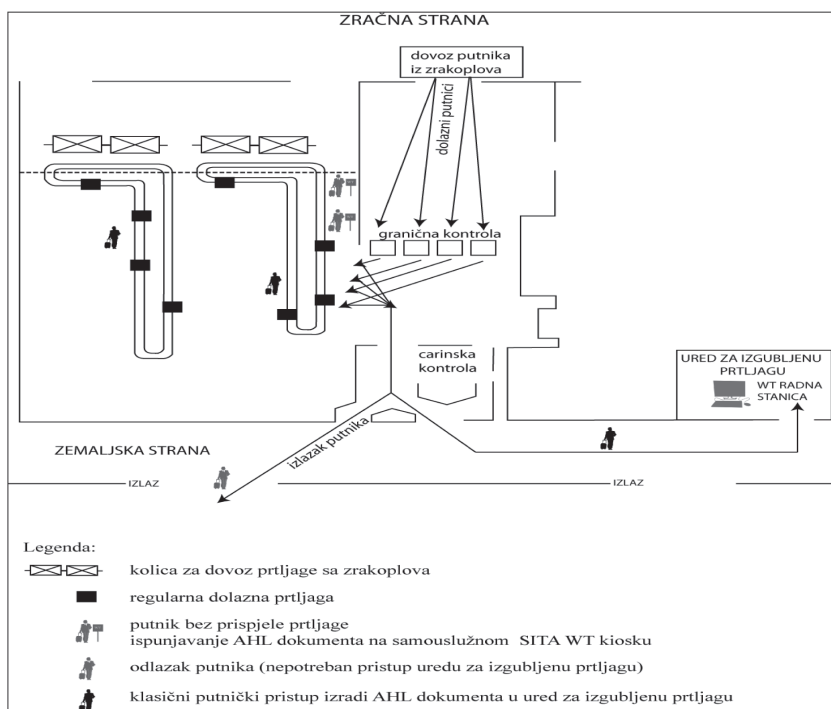 ZRAČNA STRANA
dovoz putnika
iz zrakoplova
dolazni putnici
granična kontrola
carinska
kontrola
URED ZA IZGUBLJENU
PRTLJAGU
WT RADNA
STANICA
ZEMALJSKA STRANA
izlazak putnika
IZLAZ
IZLAZ
Legenda:
kolica za dovoz prtljage sa zrakoplova
regularna dolazna prtljaga
putnik bez prispjele prtljage
ispunjavanje AHL dokumenta na samouslužnom SITA WT kiosku
odlazak putnika (nepotreban pristup uredu za izgubljenu prtljagu)
klasični putnički pristup izradi AHL dokumenta u ured za izgubljenu prtljagu